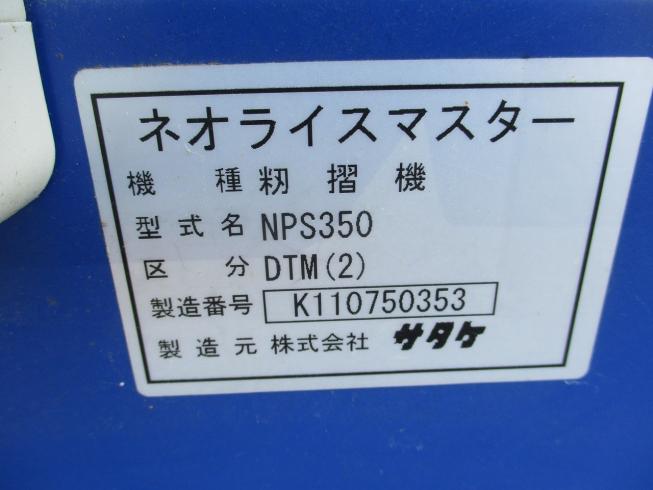 ネオライスマスター
機種 籾摺機
型式名 NPS350
区分 DTM(2)
製造番号 K110750353
製造元 株式会社 サタケ